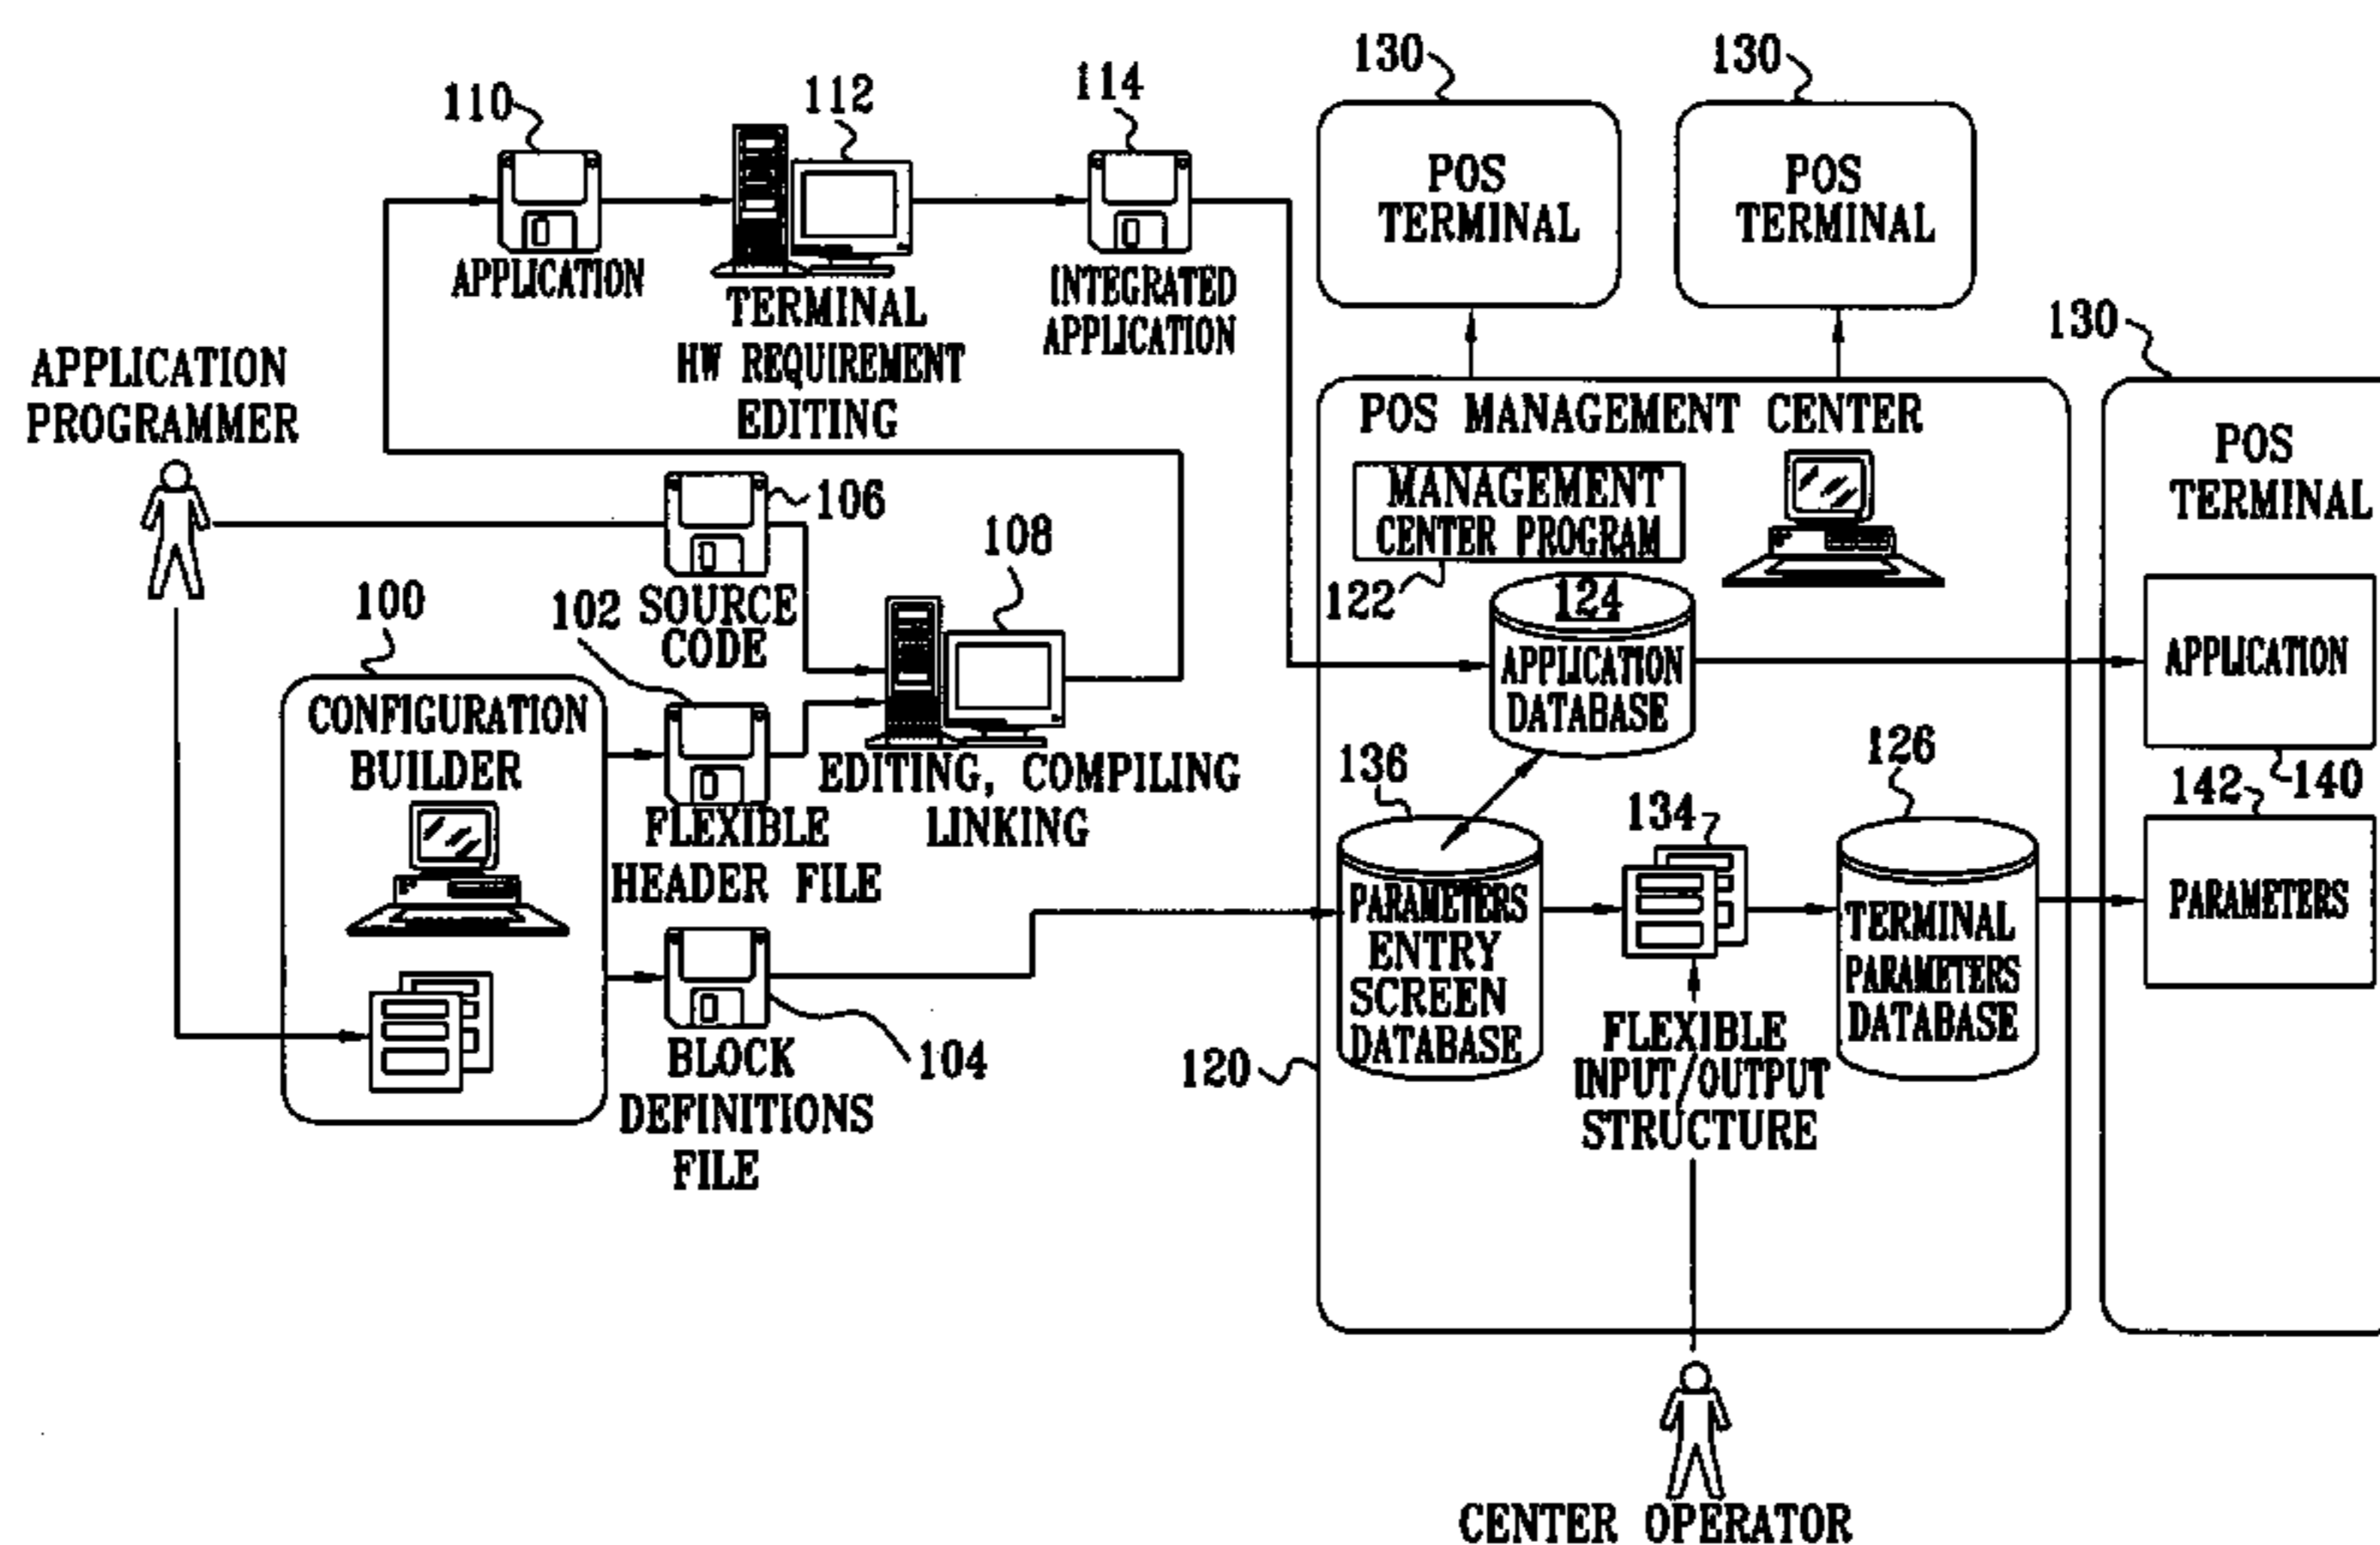 110
112
114
130
130
APPLICATION
TERMINAL
HW REQUIREMENT
EDITING
INTEGRATED
APPLICATION
POS
TERMINAL
POS
TERMINAL
130
APPLICATION
PROGRAMMER
106
SOURCE
CODE
108
EDITING, COMPILING
LINKING
100
CONFIGURATION
BUILDER
102
FLEXIBLE
HEADER FILE
104
BLOCK
DEFINITIONS
FILE
POS MANAGEMENT CENTER
MANAGEMENT
CENTER PROGRAM
122
124
APPLICATION
DATABASE
136
PARAMETERS
ENTRY
SCREEN
DATABASE
134
FLEXIBLE
INPUT/OUTPUT
STRUCTURE
126
TERMINAL
PARAMETERS
DATABASE
120
POS
TERMINAL
APPLICATION
140
142
PARAMETERS
CENTER OPERATOR